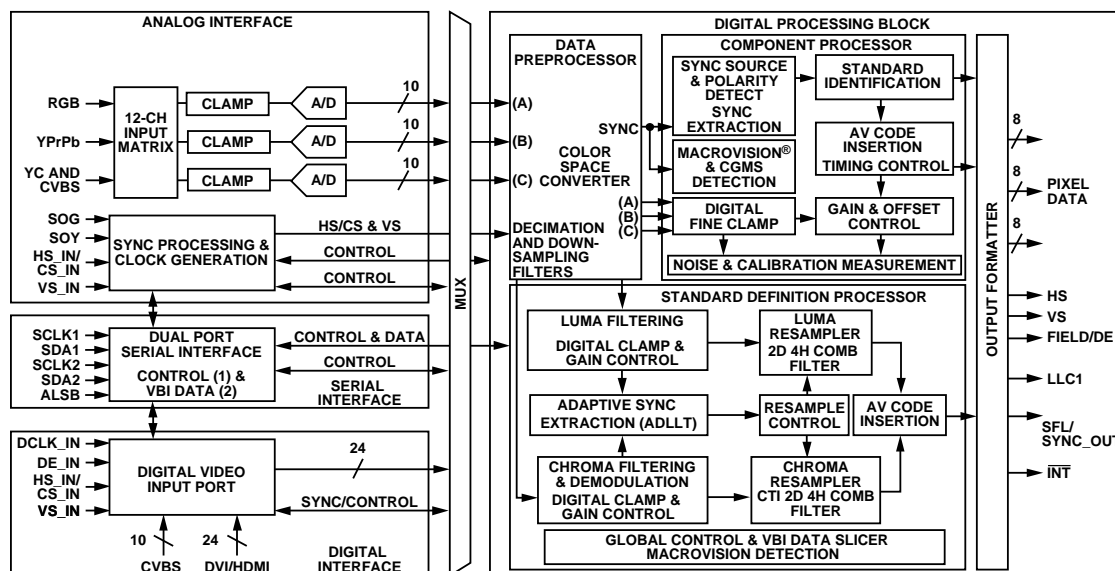 ANALOG INTERFACE
RGB
YPrPb
YC AND
CVBS
12-CH
INPUT
MATRIX
CLAMP
A/D
10
CLAMP
A/D
10
CLAMP
A/D
10
SOG
SOY
HS_IN/
CS_IN
VS_IN
SYNC PROCESSING &
CLOCK GENERATION
HS/CS & VS
CONTROL
CONTROL
SCLK1
SDA1
SCLK2
SDA2
ALSB
DUAL PORT
SERIAL INTERFACE
CONTROL (1) &
VBI DATA (2)
CONTROL & DATA
CONTROL
SERIAL
INTERFACE
DCLK_IN
DE_IN
HS_IN/
CS_IN
VS_IN
DIGITAL VIDEO
INPUT PORT
24
SYNC/CONTROL
10
CVBS
24
DVI/HDMI
DIGITAL
INTERFACE
MUX
DIGITAL PROCESSING BLOCK
DATA
PREPROCESSOR
(A)
(B)
(C)
SYNC
COLOR
SPACE
CONVERTER
(A)
(B)
(C)
DECIMATION
AND DOWN-
SAMPLING
FILTERS
COMPONENT PROCESSOR
SYNC SOURCE
& POLARITY
DETECT
SYNC
EXTRACTION
STANDARD
IDENTIFICATION
MACROVISION®
& CGMS
DETECTION
AV CODE
INSERTION
TIMING CONTROL
DIGITAL
FINE CLAMP
GAIN & OFFSET
CONTROL
NOISE & CALIBRATION MEASUREMENT
STANDARD DEFINITION PROCESSOR
LUMA FILTERING
DIGITAL CLAMP &
GAIN CONTROL
LUMA
RESAMPLER
2D 4H COMB
FILTER
ADAPTIVE SYNC
EXTRACTION (ADLLT)
RESAMPLE
CONTROL
AV CODE
INSERTION
CHROMA FILTERING
& DEMODULATION
DIGITAL CLAMP &
GAIN CONTROL
CHROMA
RESAMPLER
CTI 2D 4H COMB
FILTER
GLOBAL CONTROL & VBI DATA SLICER
MACROVISION DETECTION
OUTPUT FORMATTER
8
8
PIXEL
DATA
8
HS
VS
FIELD/DE
LLC1
SFL/
SYNC_OUT
INT